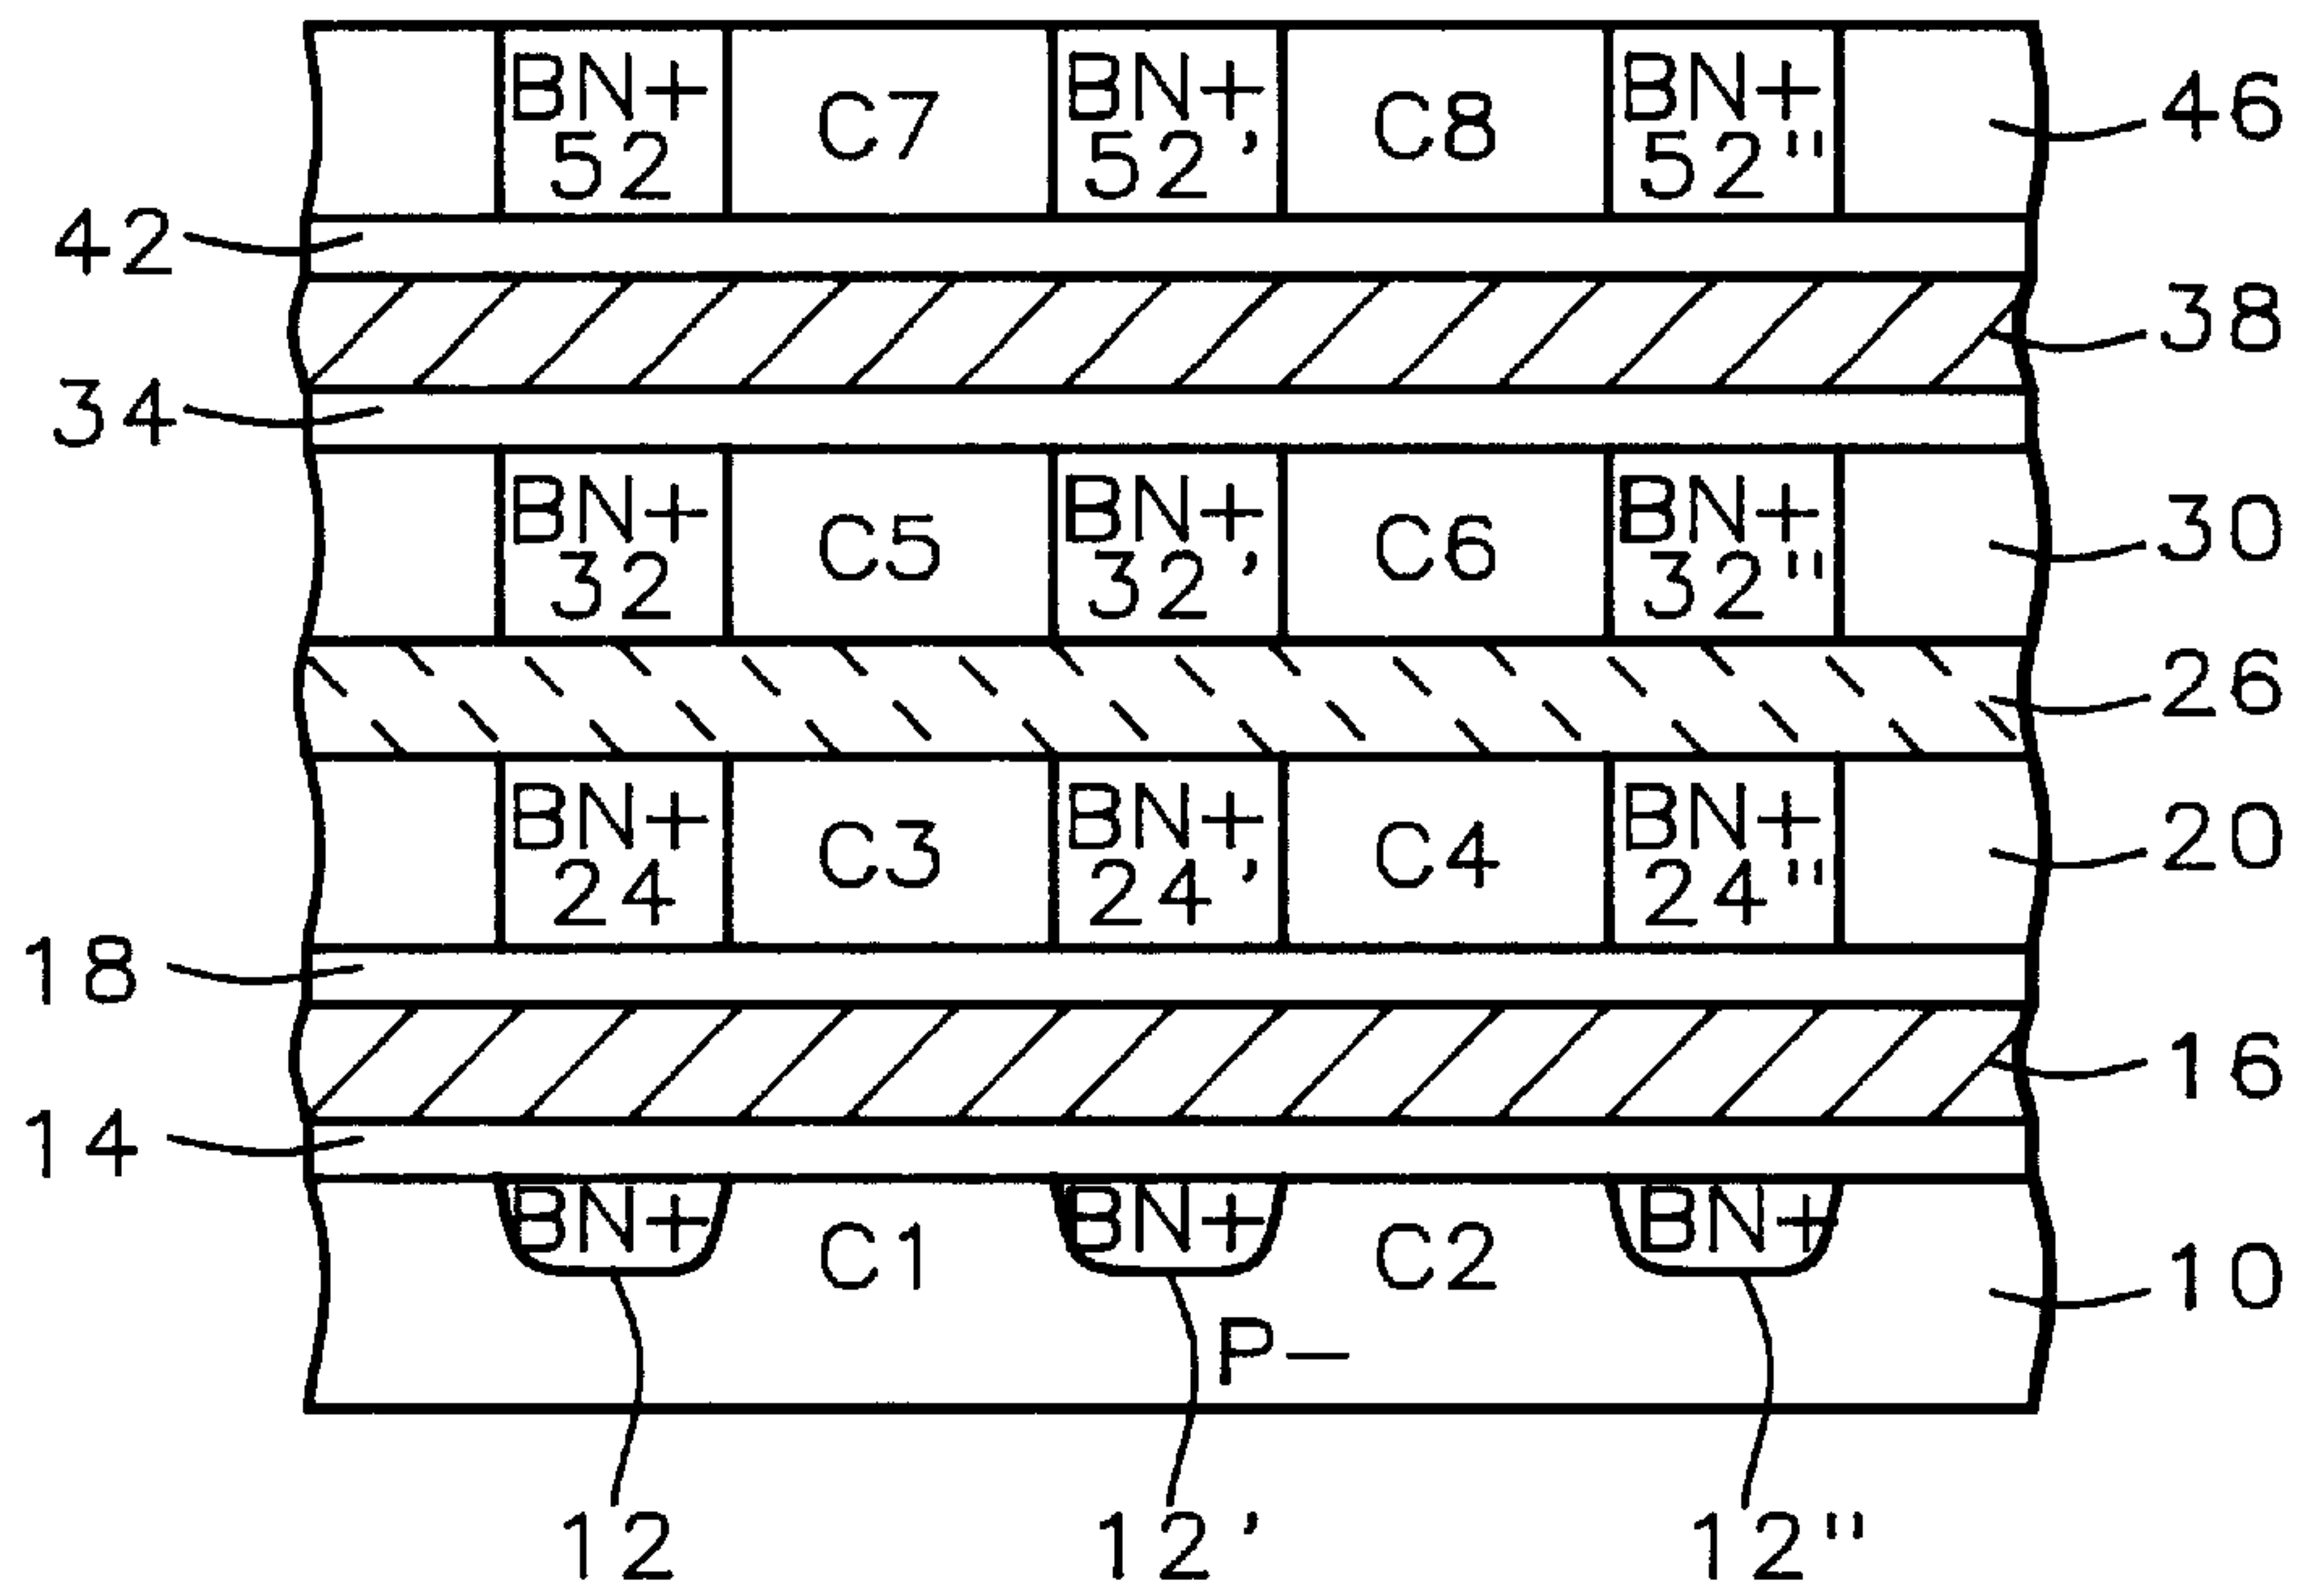 BN+ BN+ BN+
C7 C8 46
52 52' 52"
42
38
34
BN+ BN+ BN+
C5 C6 30
32 32' 32"
26
BN+ BN+ BN+
C3 C4 20
24 24' 24"
18
16
14
BN+ BN+ BN+
C1 C2 10
P−
12 12' 12"